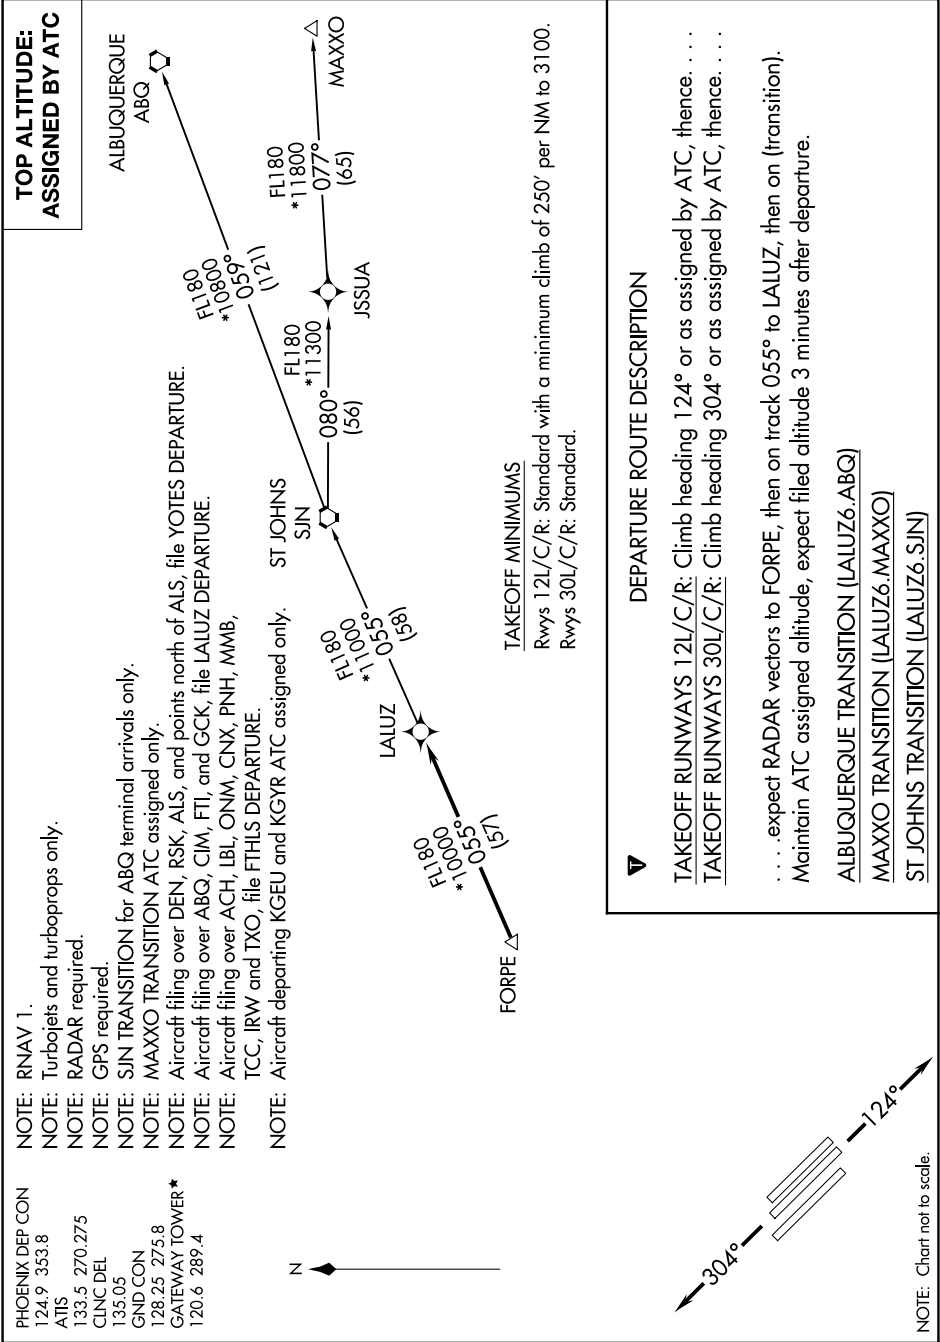 TOP ALTITUDE:
ASSIGNED BY ATC
PHOENIX DEP CON
124.9 353.8
ATIS
133.5 270.275
CLNC DEL
135.05
GND CON
128.25 275.8
GATEWAY TOWER★
120.6 289.4
NOTE: RNAV 1.
NOTE: Turbojets and turboprops only.
NOTE: RADAR required.
NOTE: GPS required.
NOTE: SJN TRANSITION for ABQ terminal arrivals only.
NOTE: MAXXO TRANSITION ATC assigned only.
NOTE: Aircraft filing over DEN, RSK, ALS, and points north of ALS, file YOTES DEPARTURE.
NOTE: Aircraft filing over ABQ, CIM, FTI, and GCK, file LALUZ DEPARTURE.
NOTE: Aircraft filing over ACH, LBL, ONM, CNX, PNH, MMB,
TCC, IRW and TXO, file FTHLS DEPARTURE.
NOTE: Aircraft departing KGEU and KGYR ATC assigned only.
ALBUQUERQUE
ABQ
FL180
*10800
059°
(121)
MAXXO
FL180
*11800
077°
(65)
JSSUA
FL180
*11300
080°
(56)
ST JOHNS
SJN
FL180
*11000
055°
(58)
LALUZ
FL180
*10000
055°
(57)
FORPE
N
TAKEOFF MINIMUMS
Rwys 12L/C/R: Standard with a minimum climb of 250' per NM to 3100.
Rwys 30L/C/R: Standard.
304°
124°
NOTE: Chart not to scale.
T
DEPARTURE ROUTE DESCRIPTION
TAKEOFF RUNWAYS 12L/C/R: Climb heading 124° or as assigned by ATC, thence. . . .
TAKEOFF RUNWAYS 30L/C/R: Climb heading 304° or as assigned by ATC, thence. . . .
. . . .expect RADAR vectors to FORPE, then on track 055° to LALUZ, then on (transition).
Maintain ATC assigned altitude, expect filed altitude 3 minutes after departure.
ALBUQUERQUE TRANSITION (LALUZ6.ABQ)
MAXXO TRANSITION (LALUZ6.MAXXO)
ST JOHNS TRANSITION (LALUZ6.SJN)